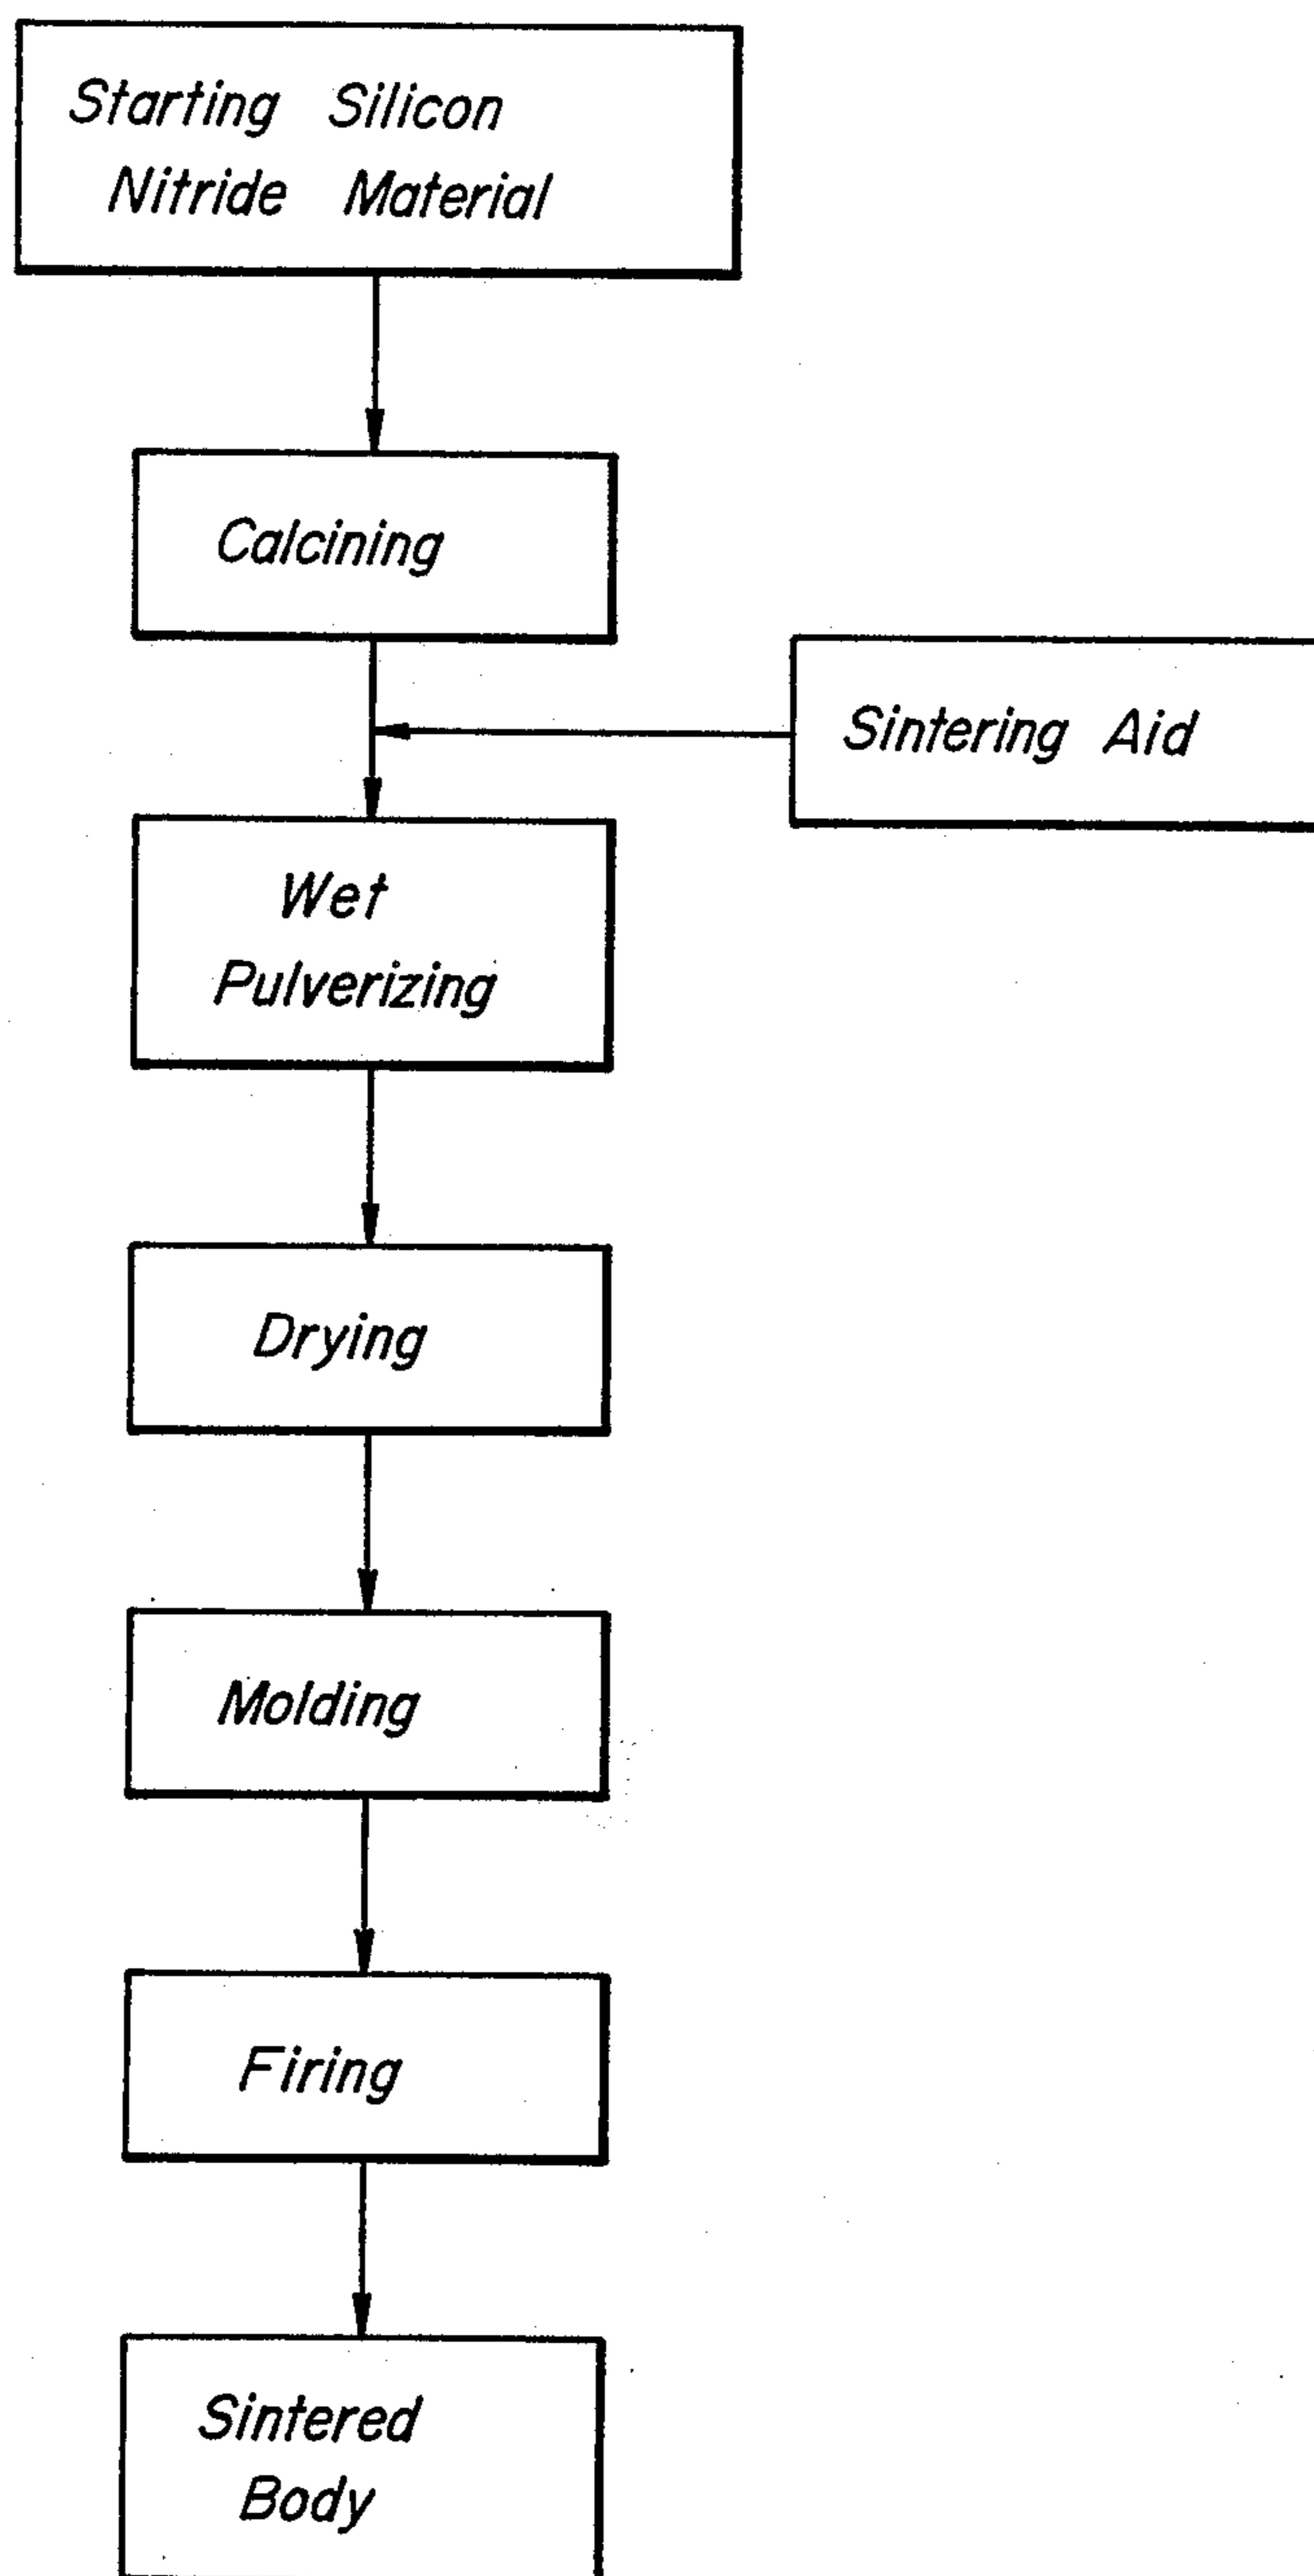 Starting Silicon
Nitride Material
Calcining
Sintering Aid
Wet
Pulverizing
Drying
Molding
Firing
Sintered
Body